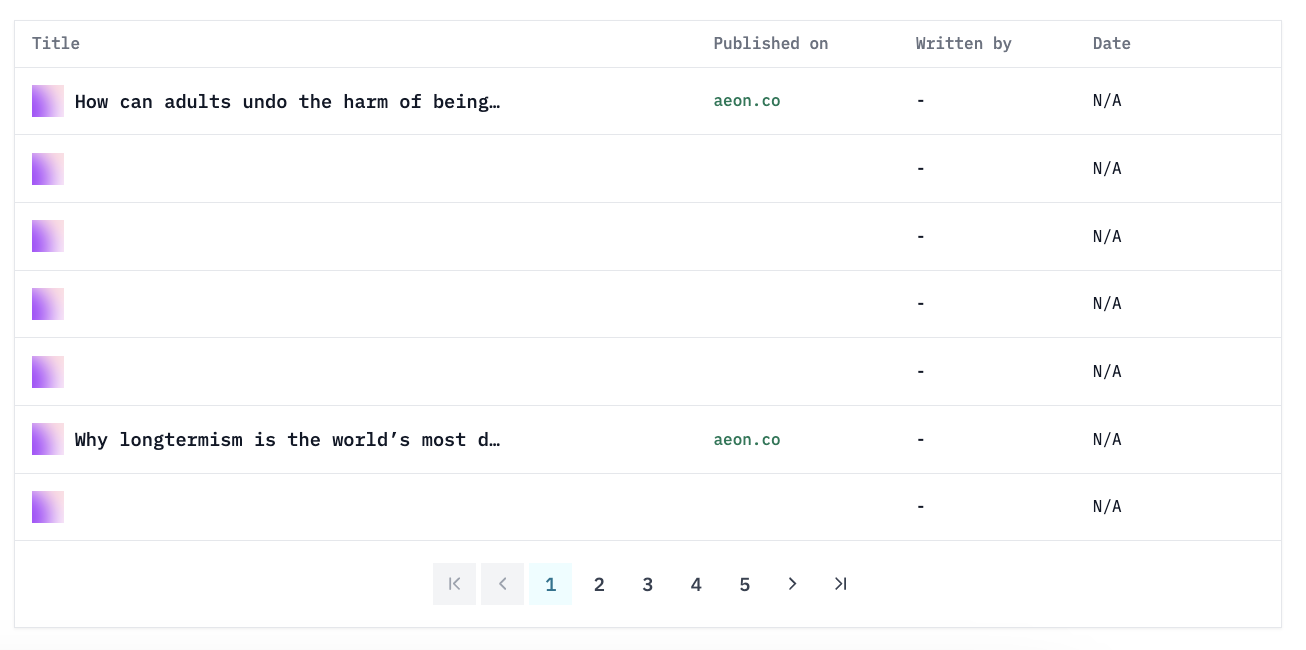 Title Published on Written by Date
How can adults undo the harm of being… aeon.co - N/A
- N/A
- N/A
- N/A
- N/A
Why longtermism is the world’s most d… aeon.co - N/A
- N/A
1 2 3 4 5